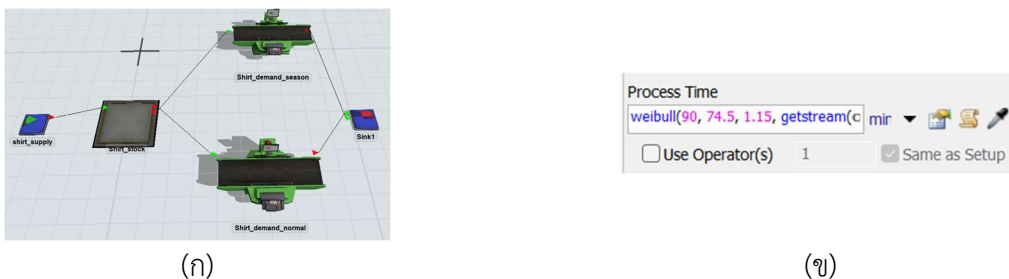 Shirt_demand_season
shirt_supply
Shirt_stock
Sink1
Shirt_demand_normal
(ก)
Process Time
weibull(90, 74.5, 1.15, getstream(c
min
Use Operator(s) 1 Same as Setup
(ข)